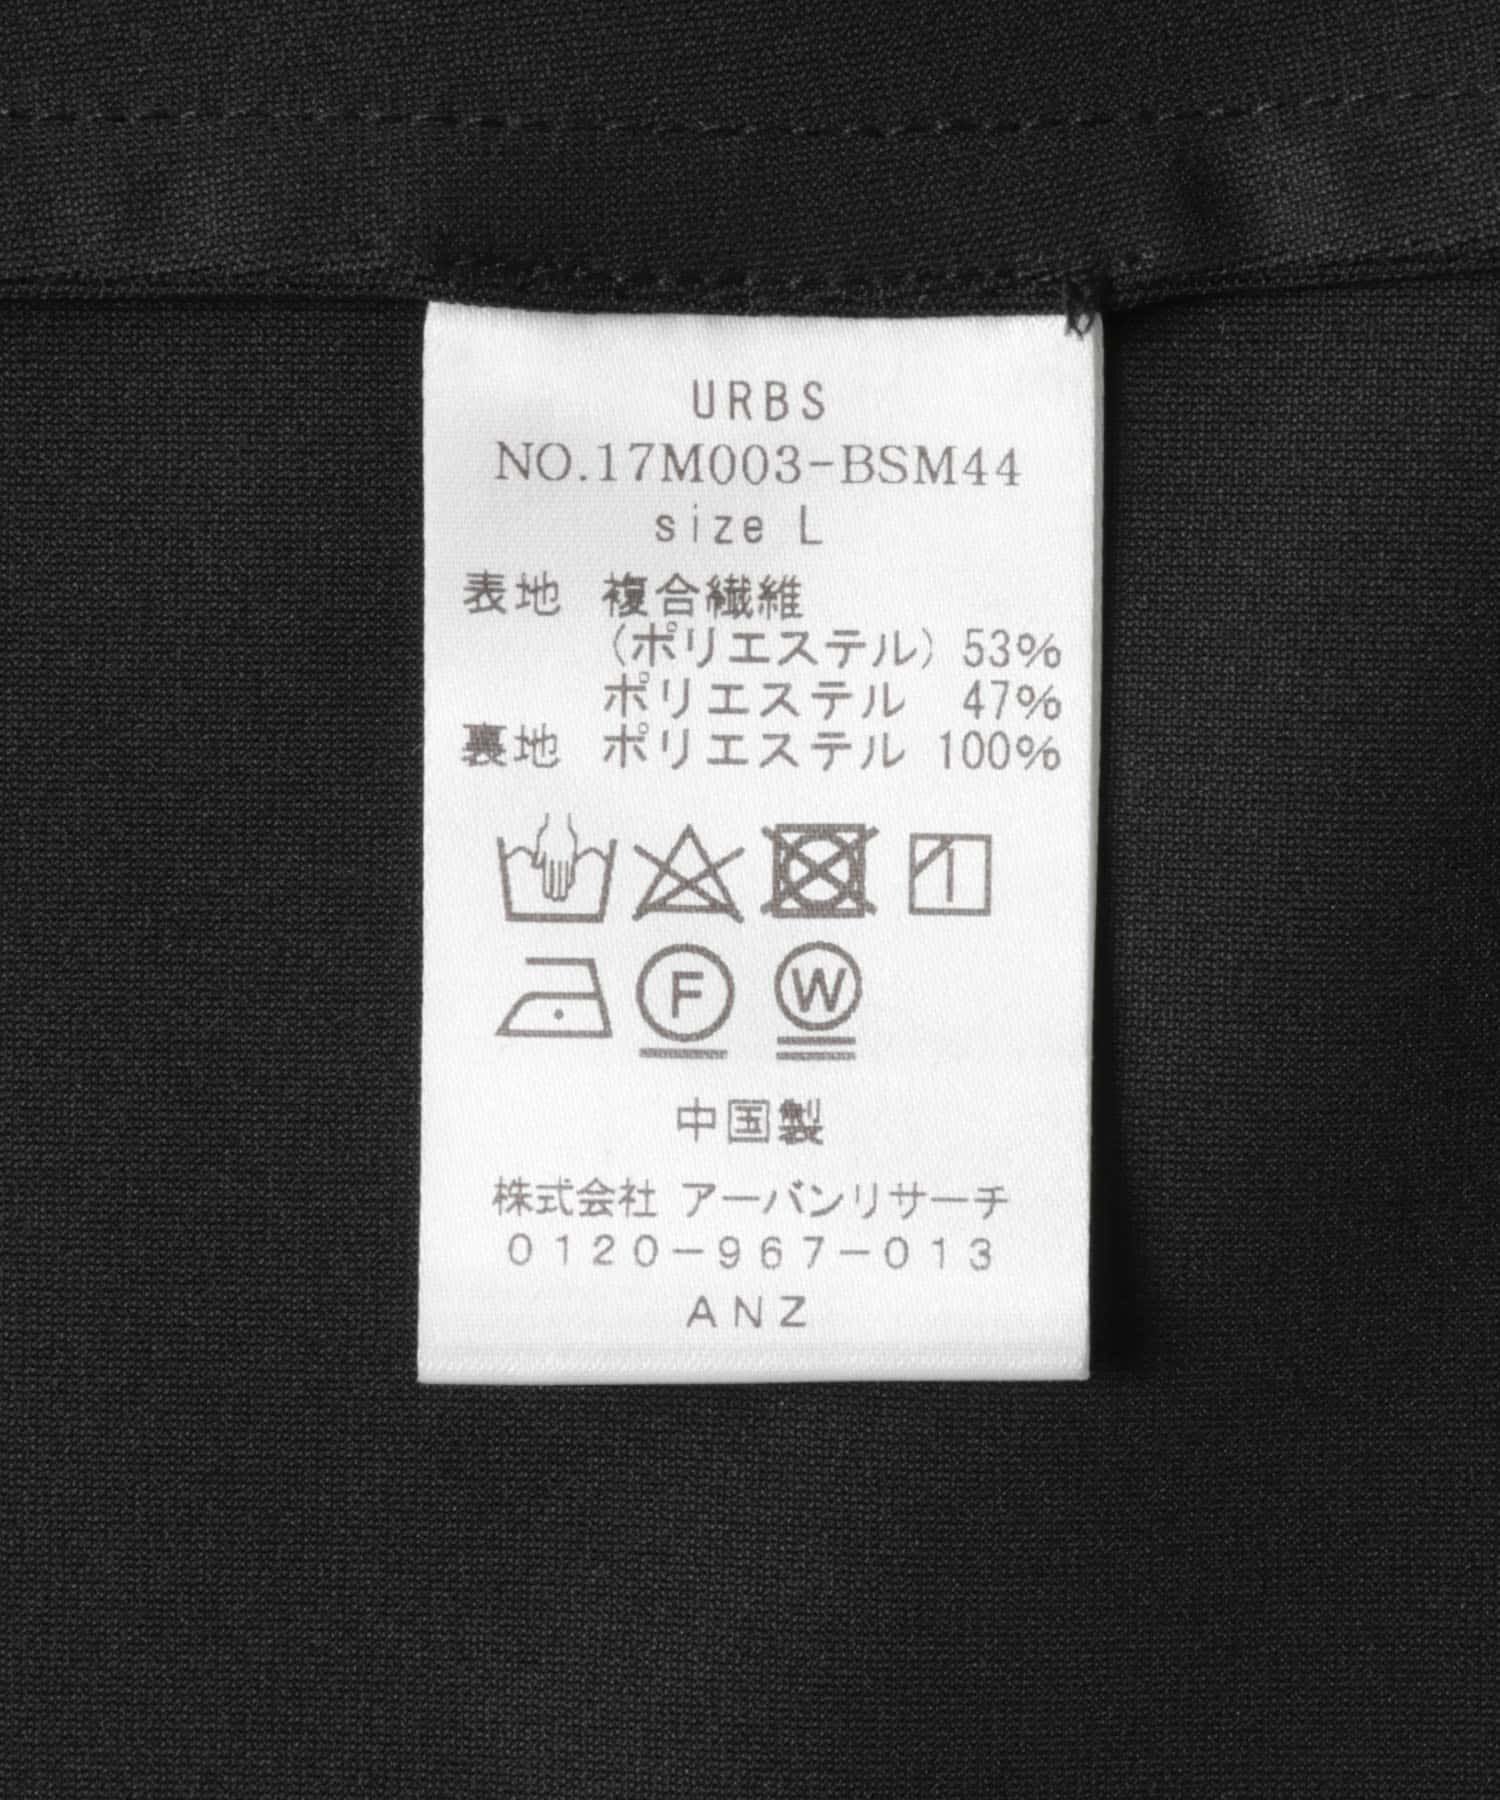 URBS
NO.17M003-BSM44
size L
表地 複合繊維
(ポリエステル) 53%
ポリエステル 47%
裏地 ポリエステル 100%
F W
中国製
株式会社 アーバンリサーチ
0120-967-013
ANZ